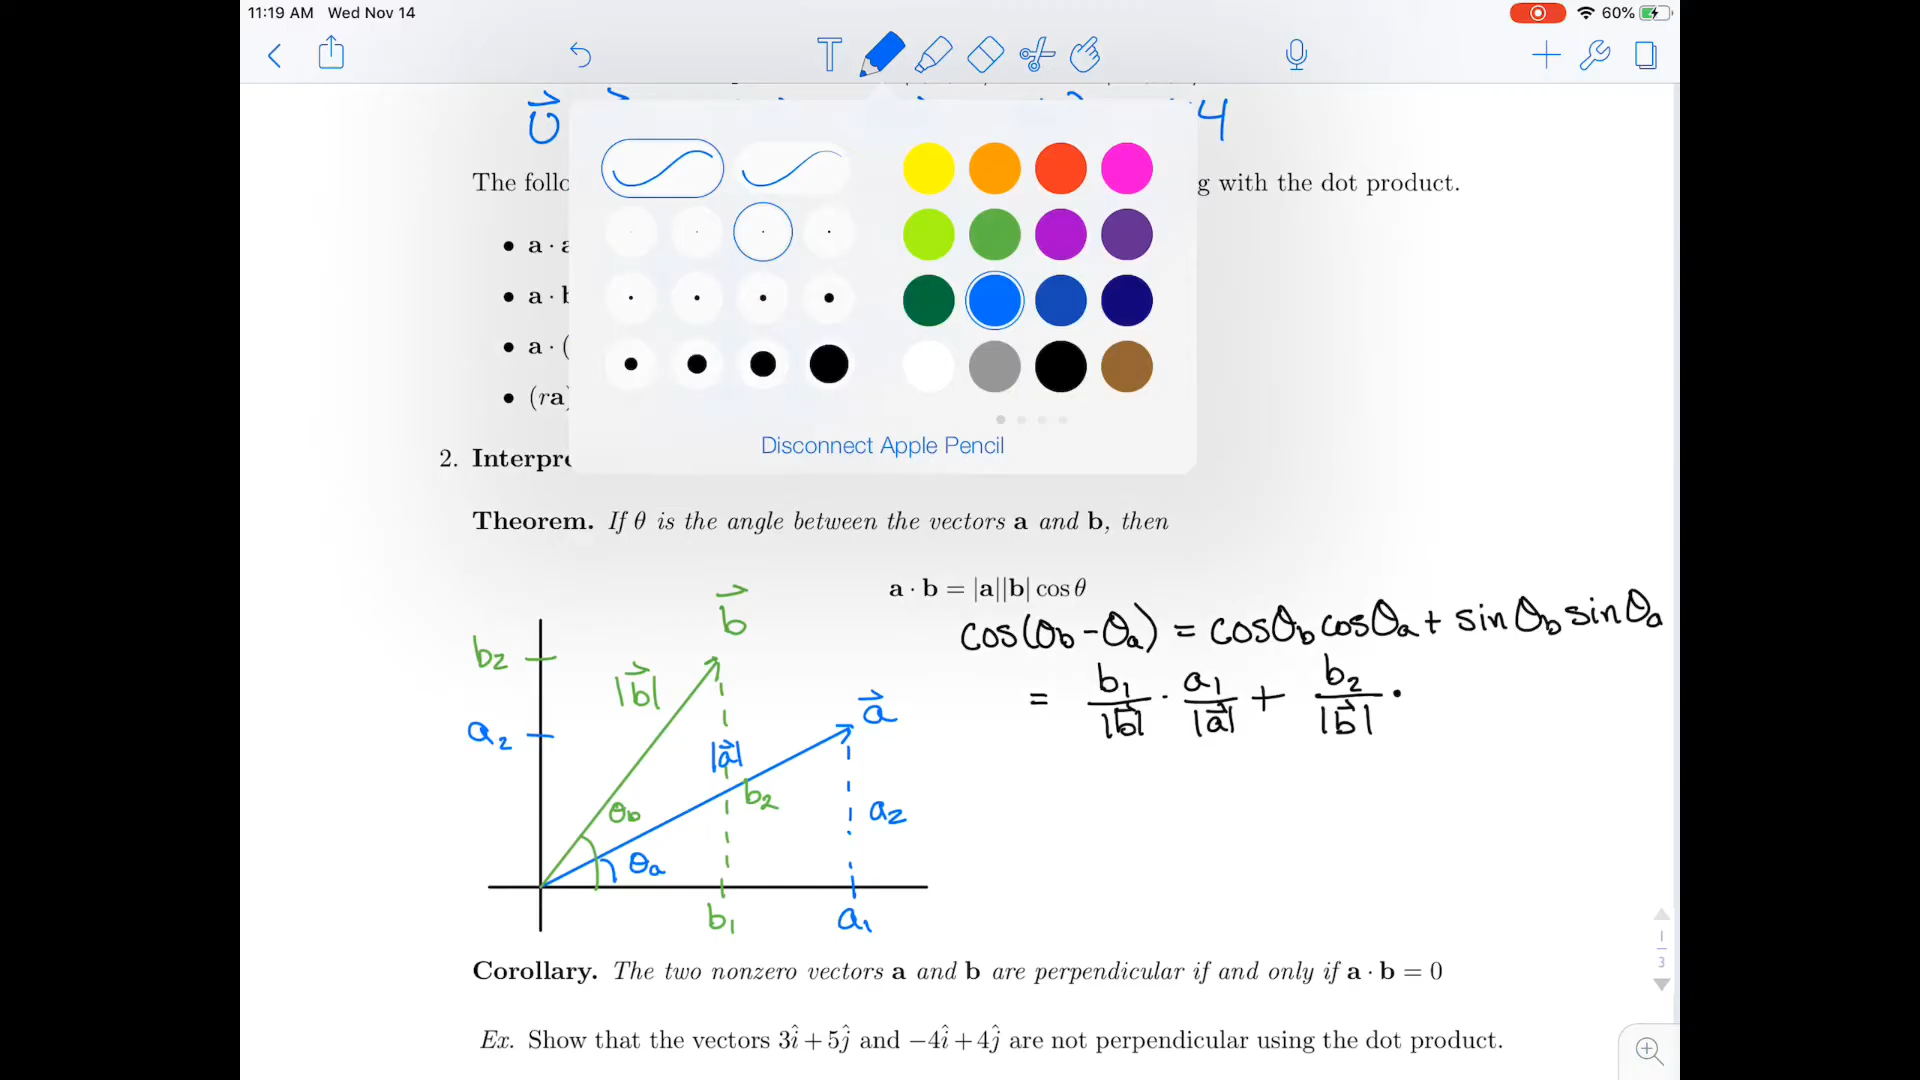 11:19 AM Wed Nov 14 60%
T
0⃗ 4
The follo g with the dot product.
• a · a
• a · b
• a · (
• (ra)
Disconnect Apple Pencil
2. Interpre
Theorem. If θ is the angle between the vectors a and b, then
a · b = |a||b| cos θ
cos(θb - θa) = cosθb cosθa + sinθb sinθa
= b1/|b⃗| · a1/|a⃗| + b2/|b⃗| ·
b⃗
b2
|b⃗|
a⃗
a2
|a⃗|
b2
θb
a2
θa
b1
a1
1
3
Corollary. The two nonzero vectors a and b are perpendicular if and only if a · b = 0
Ex. Show that the vectors 3î + 5ĵ and −4î + 4ĵ are not perpendicular using the dot product.